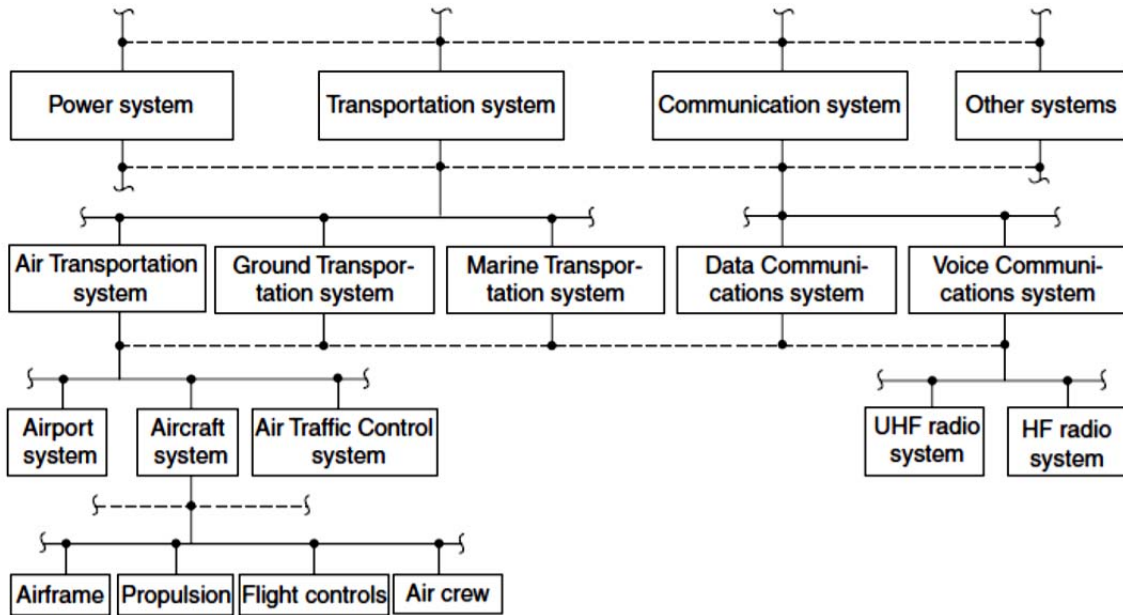 Power system
Transportation system
Communication system
Other systems
Air Transportation
system
Ground Transpor-
tation system
Marine Transpor-
tation system
Data Communi-
cations system
Voice Communi-
cations system
Airport
system
Aircraft
system
Air Traffic Control
system
UHF radio
system
HF radio
system
Airframe
Propulsion
Flight controls
Air crew